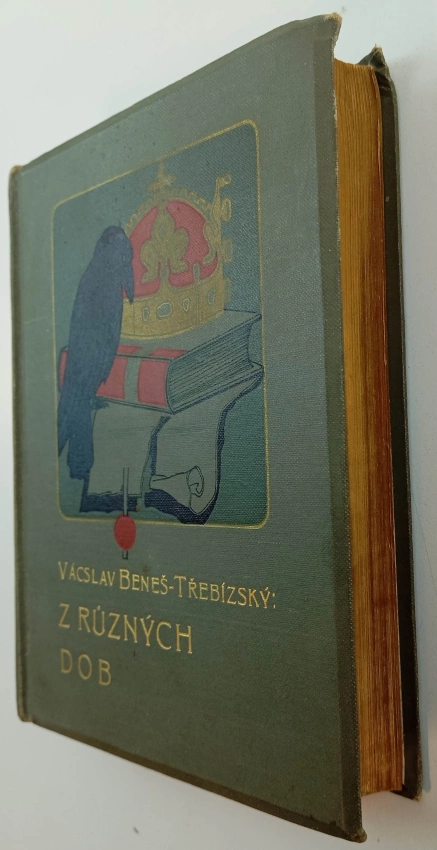 VÁCSLAV BENEŠ-TŘEBÍZSKÝ:
Z RŮZNÝCH
DOB